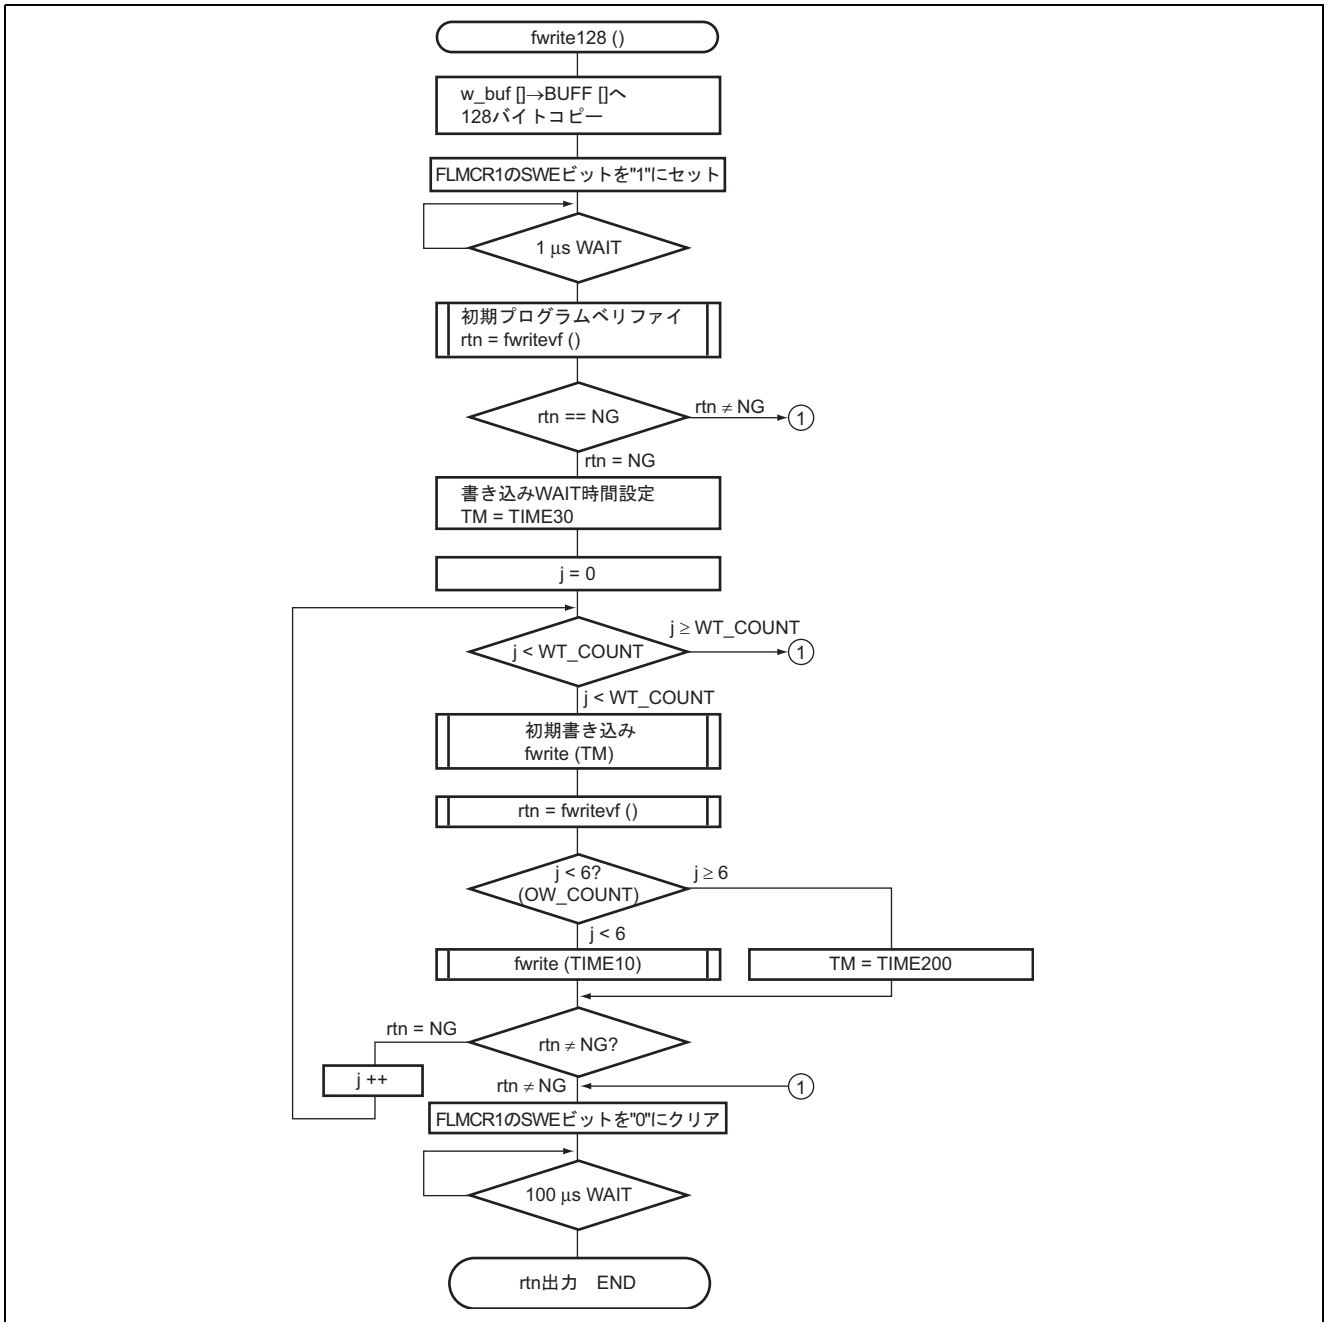 fwrite128 ()
w_buf []→BUFF []へ
128バイトコピー
FLMCR1のSWEビットを"1"にセット
1 μs WAIT
初期プログラムベリファイ
rtn = fwritevf ()
rtn == NG
rtn ≠ NG
1
rtn = NG
書き込みWAIT時間設定
TM = TIME30
j = 0
j ≥ WT_COUNT
j < WT_COUNT
1
j < WT_COUNT
初期書き込み
fwrite (TM)
rtn = fwritevf ()
j < 6?
(OW_COUNT)
j ≥ 6
j < 6
fwrite (TIME10)
TM = TIME200
rtn = NG
rtn ≠ NG?
j ++
rtn ≠ NG
1
FLMCR1のSWEビットを"0"にクリア
100 μs WAIT
rtn出力 END